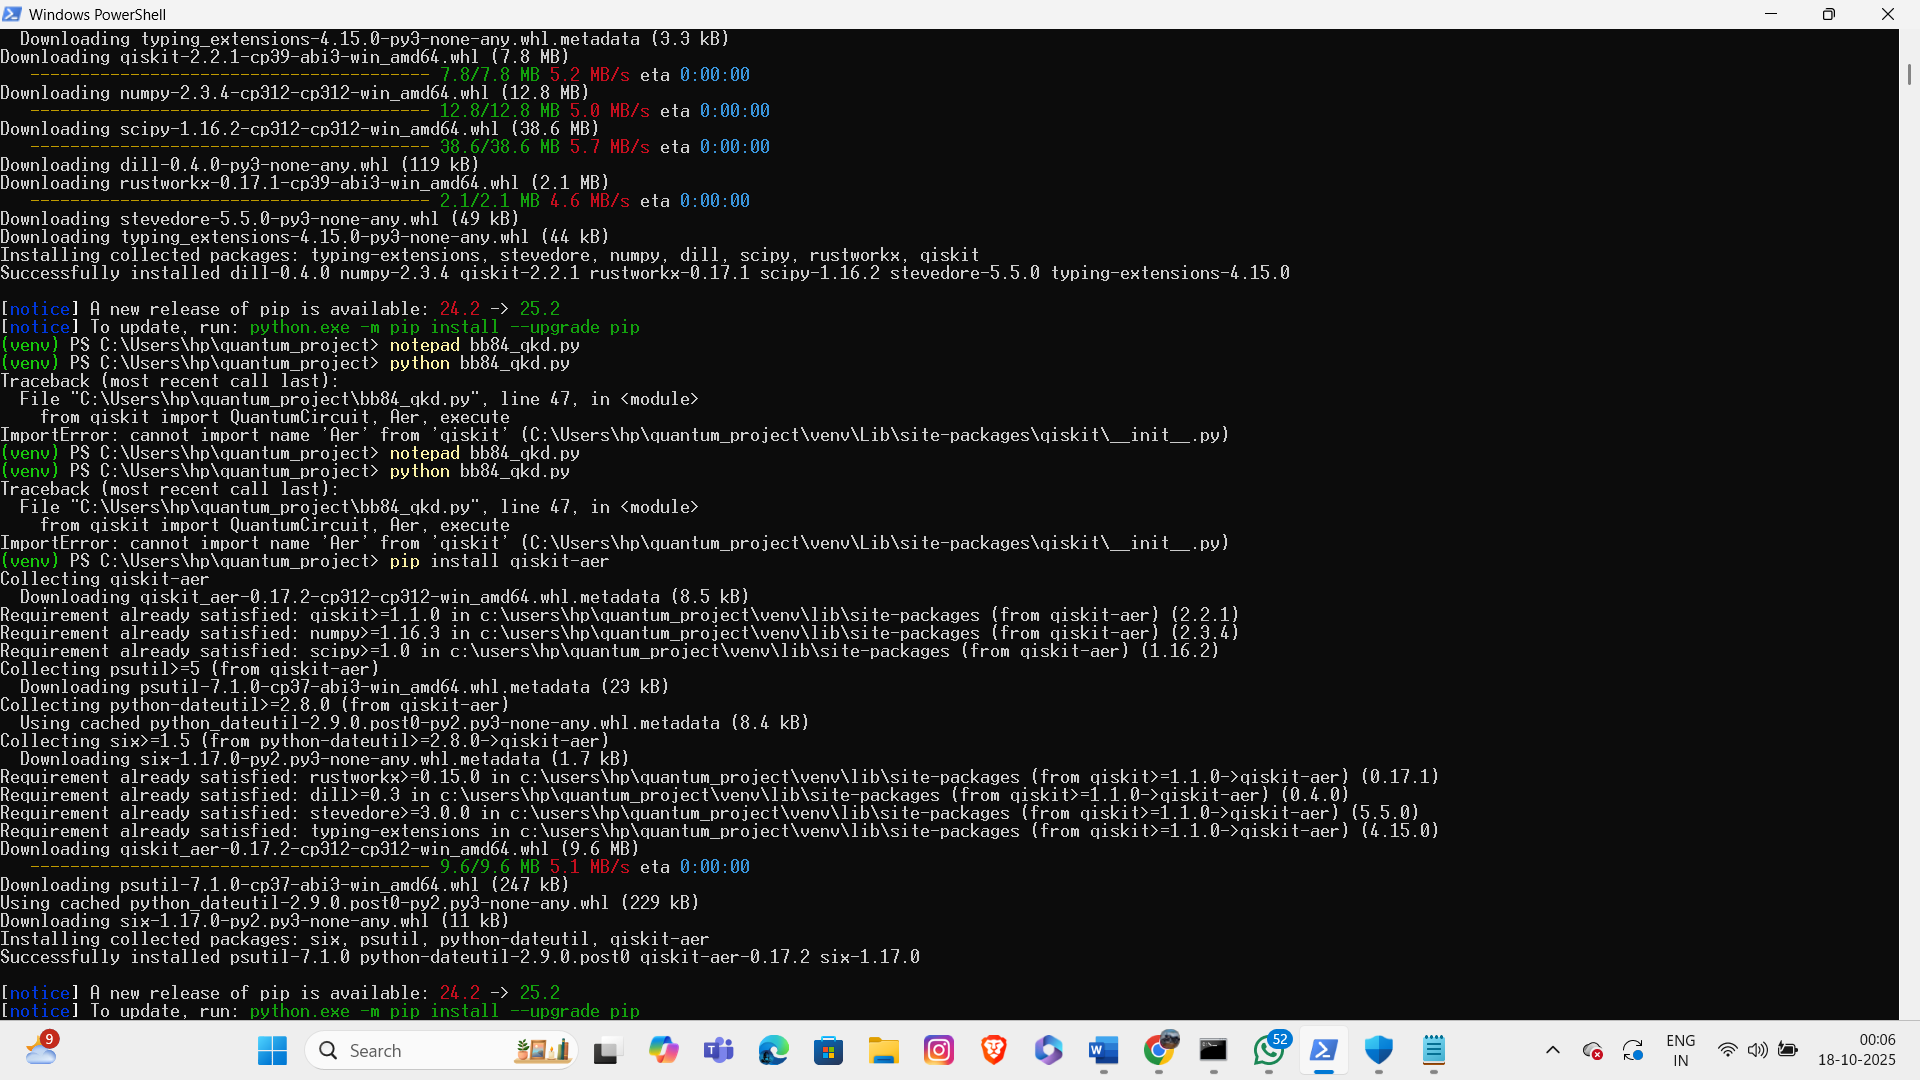 Windows PowerShell
  Downloading typing_extensions-4.15.0-py3-none-any.whl.metadata (3.3 kB)
Downloading qiskit-2.2.1-cp39-abi3-win_amd64.whl (7.8 MB)
   ---------------------------------------- 7.8/7.8 MB 5.2 MB/s eta 0:00:00
Downloading numpy-2.3.4-cp312-cp312-win_amd64.whl (12.8 MB)
   ---------------------------------------- 12.8/12.8 MB 5.0 MB/s eta 0:00:00
Downloading scipy-1.16.2-cp312-cp312-win_amd64.whl (38.6 MB)
   ---------------------------------------- 38.6/38.6 MB 5.7 MB/s eta 0:00:00
Downloading dill-0.4.0-py3-none-any.whl (119 kB)
Downloading rustworkx-0.17.1-cp39-abi3-win_amd64.whl (2.1 MB)
   ---------------------------------------- 2.1/2.1 MB 4.6 MB/s eta 0:00:00
Downloading stevedore-5.5.0-py3-none-any.whl (49 kB)
Downloading typing_extensions-4.15.0-py3-none-any.whl (44 kB)
Installing collected packages: typing-extensions, stevedore, numpy, dill, scipy, rustworkx, qiskit
Successfully installed dill-0.4.0 numpy-2.3.4 qiskit-2.2.1 rustworkx-0.17.1 scipy-1.16.2 stevedore-5.5.0 typing-extensions-4.15.0
[notice] A new release of pip is available: 24.2 -> 25.2
[notice] To update, run: python.exe -m pip install --upgrade pip
(venv) PS C:\Users\hp\quantum_project> notepad bb84_qkd.py
(venv) PS C:\Users\hp\quantum_project> python bb84_qkd.py
Traceback (most recent call last):
  File "C:\Users\hp\quantum_project\bb84_qkd.py", line 47, in <module>
    from qiskit import QuantumCircuit, Aer, execute
ImportError: cannot import name 'Aer' from 'qiskit' (C:\Users\hp\quantum_project\venv\Lib\site-packages\qiskit\__init__.py)
(venv) PS C:\Users\hp\quantum_project> notepad bb84_qkd.py
(venv) PS C:\Users\hp\quantum_project> python bb84_qkd.py
Traceback (most recent call last):
  File "C:\Users\hp\quantum_project\bb84_qkd.py", line 47, in <module>
    from qiskit import QuantumCircuit, Aer, execute
ImportError: cannot import name 'Aer' from 'qiskit' (C:\Users\hp\quantum_project\venv\Lib\site-packages\qiskit\__init__.py)
(venv) PS C:\Users\hp\quantum_project> pip install qiskit-aer
Collecting qiskit-aer
  Downloading qiskit_aer-0.17.2-cp312-cp312-win_amd64.whl.metadata (8.5 kB)
Requirement already satisfied: qiskit>=1.1.0 in c:\users\hp\quantum_project\venv\lib\site-packages (from qiskit-aer) (2.2.1)
Requirement already satisfied: numpy>=1.16.3 in c:\users\hp\quantum_project\venv\lib\site-packages (from qiskit-aer) (2.3.4)
Requirement already satisfied: scipy>=1.0 in c:\users\hp\quantum_project\venv\lib\site-packages (from qiskit-aer) (1.16.2)
Collecting psutil>=5 (from qiskit-aer)
  Downloading psutil-7.1.0-cp37-abi3-win_amd64.whl.metadata (23 kB)
Collecting python-dateutil>=2.8.0 (from qiskit-aer)
  Using cached python_dateutil-2.9.0.post0-py2.py3-none-any.whl.metadata (8.4 kB)
Collecting six>=1.5 (from python-dateutil>=2.8.0->qiskit-aer)
  Downloading six-1.17.0-py2.py3-none-any.whl.metadata (1.7 kB)
Requirement already satisfied: rustworkx>=0.15.0 in c:\users\hp\quantum_project\venv\lib\site-packages (from qiskit>=1.1.0->qiskit-aer) (0.17.1)
Requirement already satisfied: dill>=0.3 in c:\users\hp\quantum_project\venv\lib\site-packages (from qiskit>=1.1.0->qiskit-aer) (0.4.0)
Requirement already satisfied: stevedore>=3.0.0 in c:\users\hp\quantum_project\venv\lib\site-packages (from qiskit>=1.1.0->qiskit-aer) (5.5.0)
Requirement already satisfied: typing-extensions in c:\users\hp\quantum_project\venv\lib\site-packages (from qiskit>=1.1.0->qiskit-aer) (4.15.0)
Downloading qiskit_aer-0.17.2-cp312-cp312-win_amd64.whl (9.6 MB)
   ---------------------------------------- 9.6/9.6 MB 5.1 MB/s eta 0:00:00
Downloading psutil-7.1.0-cp37-abi3-win_amd64.whl (247 kB)
Using cached python_dateutil-2.9.0.post0-py2.py3-none-any.whl (229 kB)
Downloading six-1.17.0-py2.py3-none-any.whl (11 kB)
Installing collected packages: six, psutil, python-dateutil, qiskit-aer
Successfully installed psutil-7.1.0 python-dateutil-2.9.0.post0 qiskit-aer-0.17.2 six-1.17.0
[notice] A new release of pip is available: 24.2 -> 25.2
[notice] To update, run: python.exe -m pip install --upgrade pip
9
Search
52
ENG
IN
00:06
18-10-2025